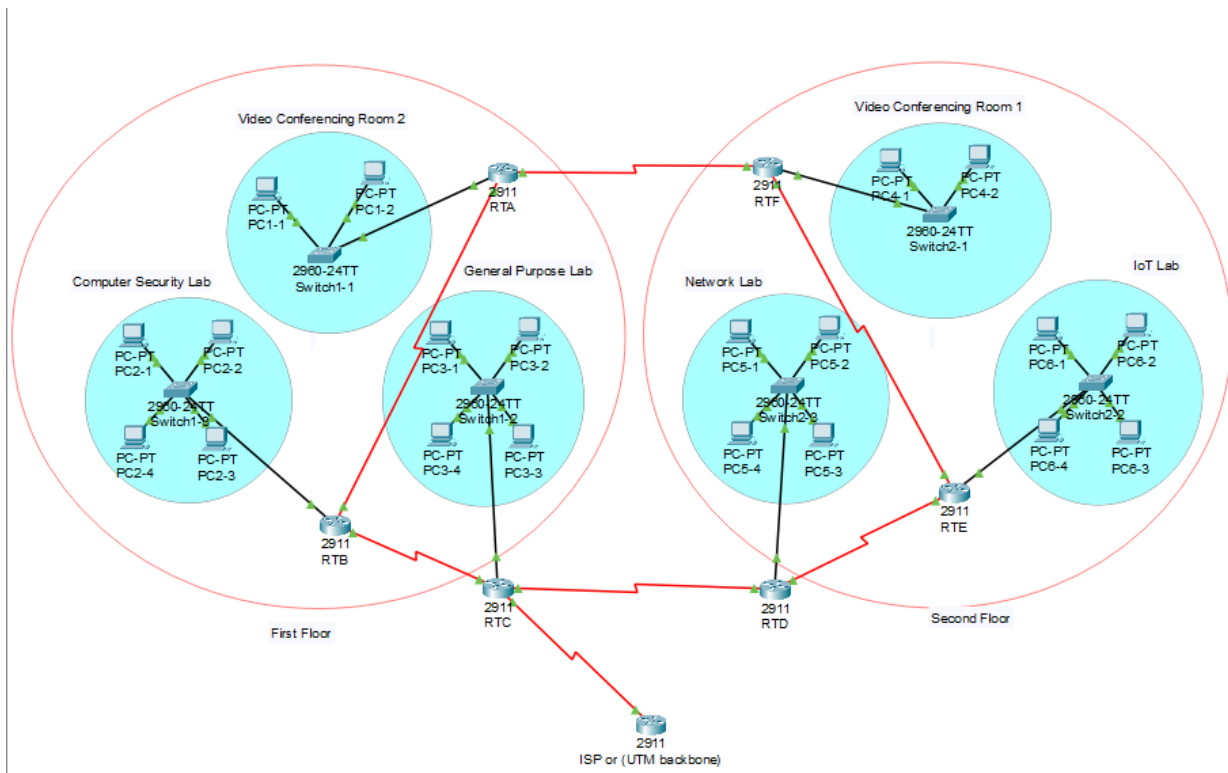 Video Conferencing Room 2
PC-PT
PC1-1
PC-PT
PC1-2
2960-24TT
Switch1-1
2911
RTA
Computer Security Lab
PC-PT
PC2-1
PC-PT
PC2-2
2960-24TT
Switch1-3
PC-PT
PC2-4
PC-PT
PC2-3
General Purpose Lab
PC-PT
PC3-1
PC-PT
PC3-2
2960-24TT
Switch1-2
PC-PT
PC3-4
PC-PT
PC3-3
2911
RTB
2911
RTC
First Floor
Video Conferencing Room 1
2911
RTF
PC-PT
PC4-1
PC-PT
PC4-2
2960-24TT
Switch2-1
Network Lab
PC-PT
PC5-1
PC-PT
PC5-2
2960-24TT
Switch2-3
PC-PT
PC5-4
PC-PT
PC5-3
IoT Lab
PC-PT
PC6-1
PC-PT
PC6-2
2960-24TT
Switch2-2
PC-PT
PC6-4
PC-PT
PC6-3
2911
RTE
2911
RTD
Second Floor
2911
ISP or (UTM backbone)